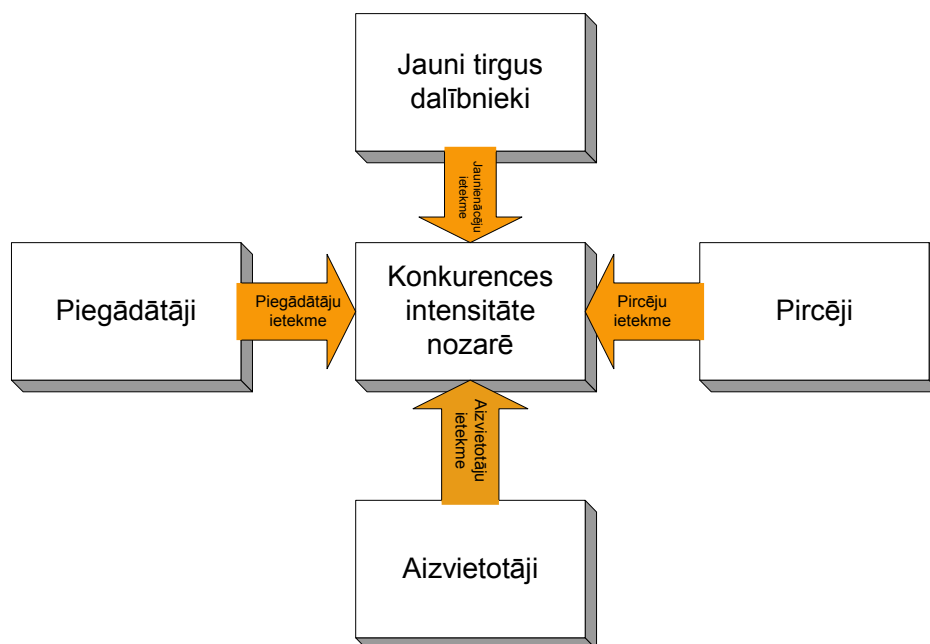 Jauni tirgus
dalībnieki
Jaunienācēju
ietekme
Piegādātāji
Piegādātāju
ietekme
Konkurences
intensitāte
nozarē
Pircēju
ietekme
Pircēji
Aizvietotāju
ietekme
Aizvietotāji